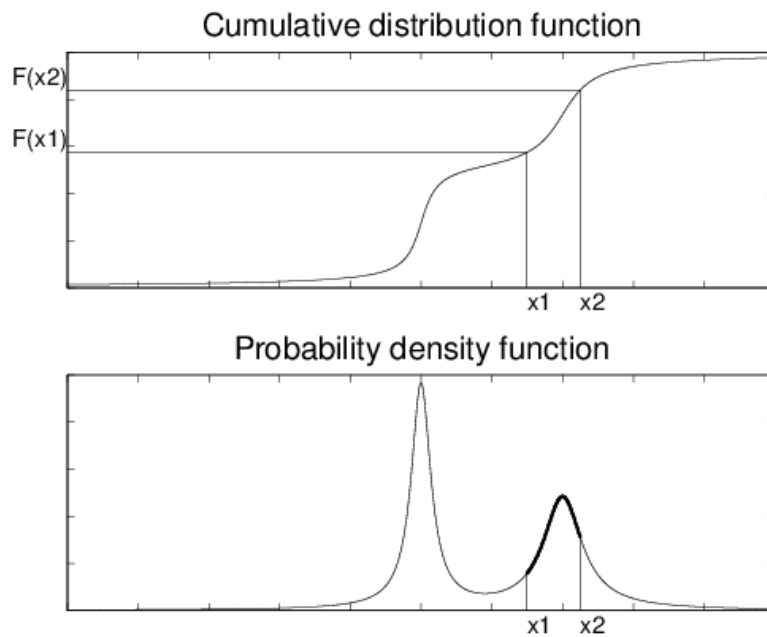 Cumulative distribution function
F(x2)
F(x1)
x1 x2
Probability density function
x1 x2